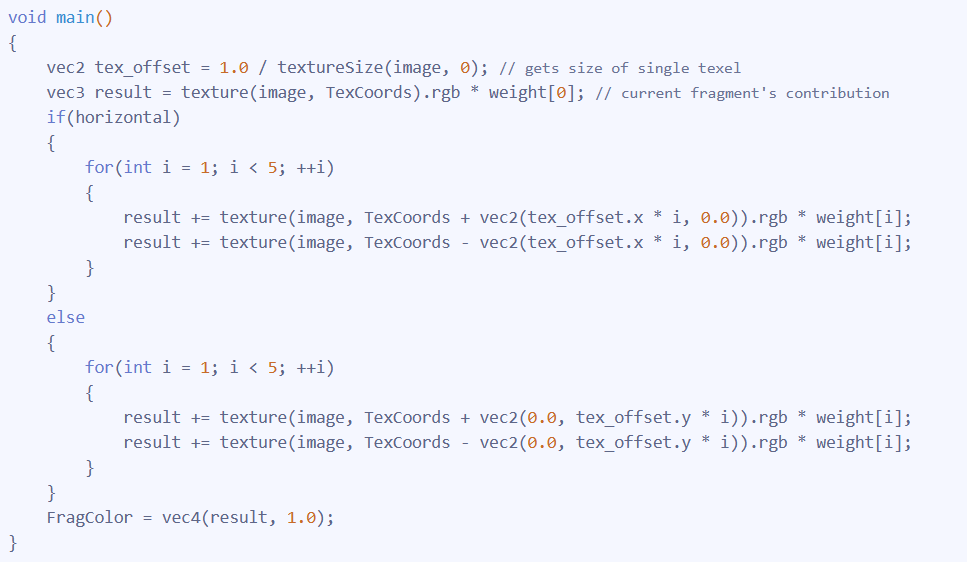 void main()
{
    vec2 tex_offset = 1.0 / textureSize(image, 0); // gets size of single texel
    vec3 result = texture(image, TexCoords).rgb * weight[0]; // current fragment's contribution
    if(horizontal)
    {
        for(int i = 1; i < 5; ++i)
        {
            result += texture(image, TexCoords + vec2(tex_offset.x * i, 0.0)).rgb * weight[i];
            result += texture(image, TexCoords - vec2(tex_offset.x * i, 0.0)).rgb * weight[i];
        }
    }
    else
    {
        for(int i = 1; i < 5; ++i)
        {
            result += texture(image, TexCoords + vec2(0.0, tex_offset.y * i)).rgb * weight[i];
            result += texture(image, TexCoords - vec2(0.0, tex_offset.y * i)).rgb * weight[i];
        }
    }
    FragColor = vec4(result, 1.0);
}